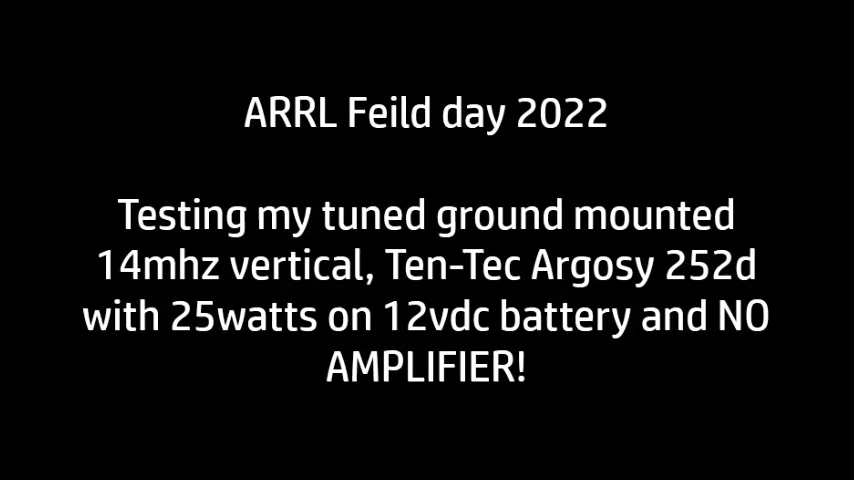 ARRL Feild day 2022
Testing my tuned ground mounted
14mhz vertical, Ten-Tec Argosy 252d
with 25watts on 12vdc battery and NO
AMPLIFIER!